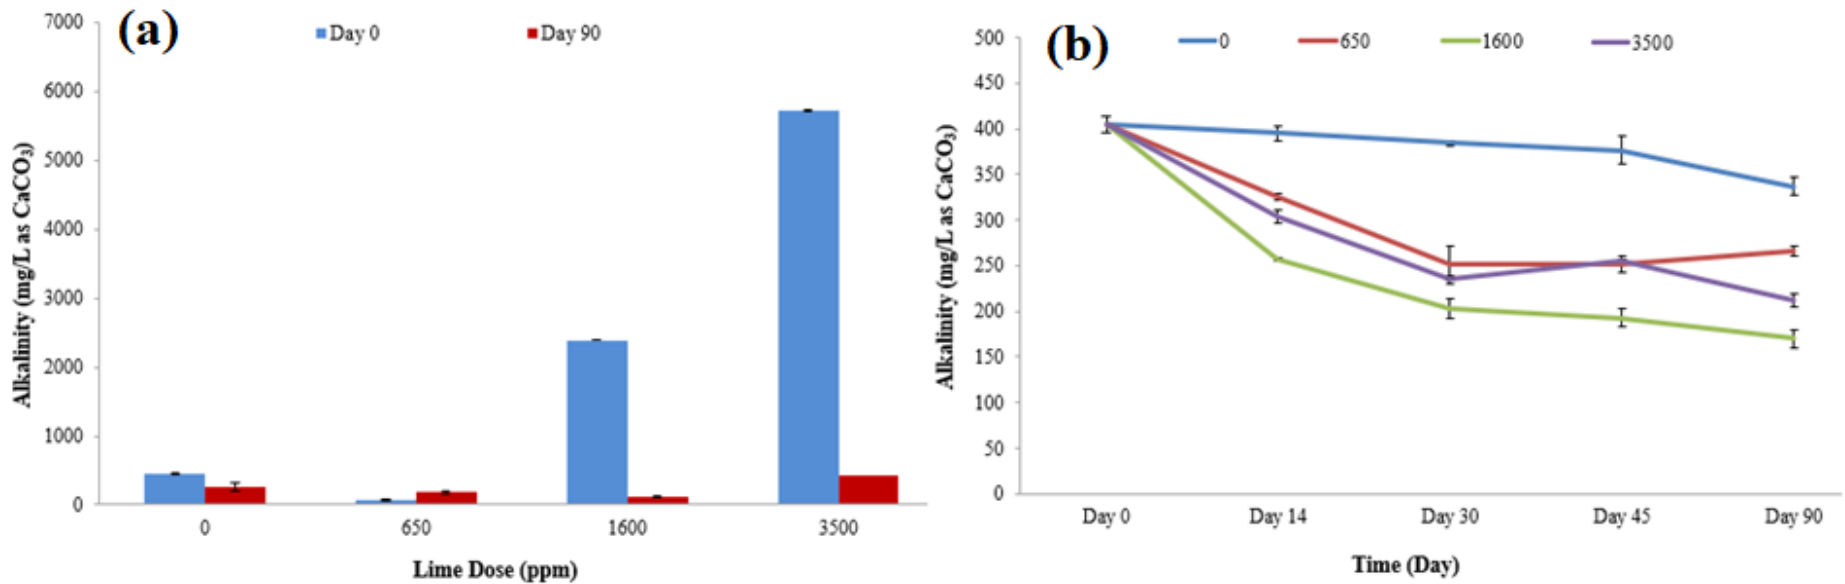 (a)
Day 0 Day 90
7000
6000
5000
4000
3000
2000
1000
0
Alkalinity (mg/L as CaCO₃)
0 650 1600 3500
Lime Dose (ppm)
(b)
0 650 1600 3500
500
450
400
350
300
250
200
150
100
50
0
Alkalinity (mg/L as CaCO₃)
Day 0 Day 14 Day 30 Day 45 Day 90
Time (Day)